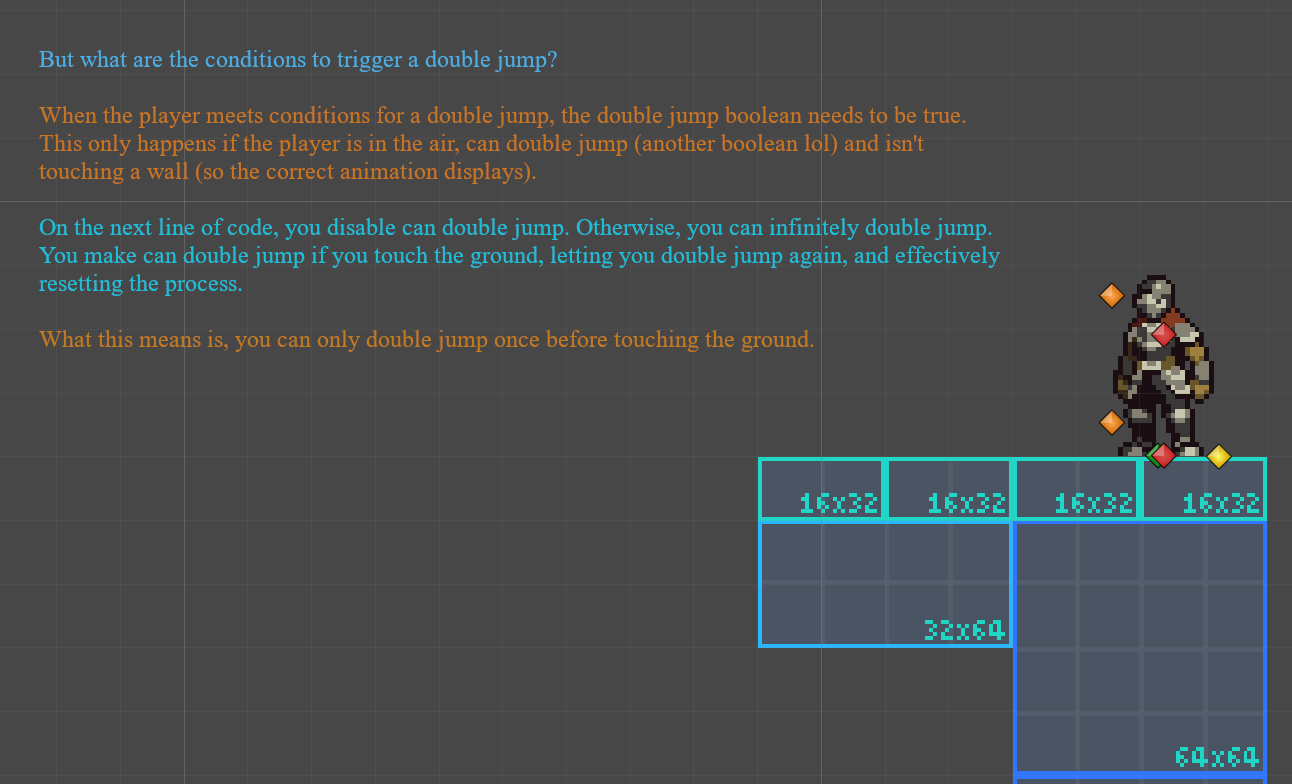 But what are the conditions to trigger a double jump?
When the player meets conditions for a double jump, the double jump boolean needs to be true.
This only happens if the player is in the air, can double jump (another boolean lol) and isn't
touching a wall (so the correct animation displays).
On the next line of code, you disable can double jump. Otherwise, you can infinitely double jump.
You make can double jump if you touch the ground, letting you double jump again, and effectively
resetting the process.
What this means is, you can only double jump once before touching the ground.
16x32 16x32 16x32 16x32
32x64
64x64